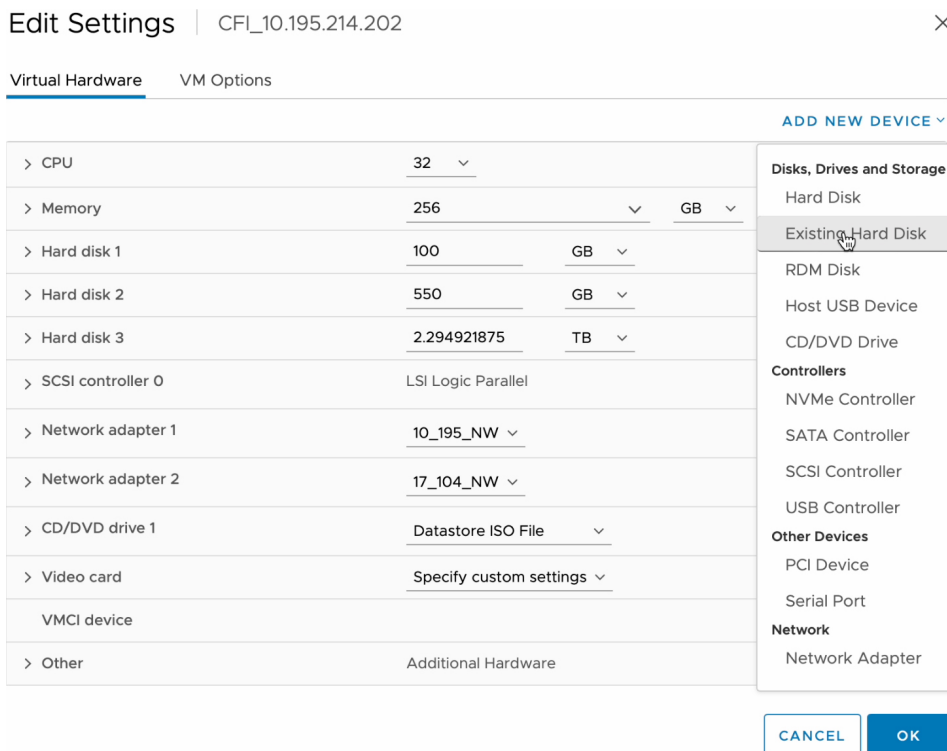 Edit Settings | CFI_10.195.214.202
Virtual Hardware VM Options
ADD NEW DEVICE
CPU 32
Memory 256 GB
Hard disk 1 100 GB
Hard disk 2 550 GB
Hard disk 3 2.294921875 TB
SCSI controller 0 LSI Logic Parallel
Network adapter 1 10_195_NW
Network adapter 2 17_104_NW
CD/DVD drive 1 Datastore ISO File
Video card Specify custom settings
VMCI device
Other Additional Hardware
Disks, Drives and Storage
Hard Disk
Existing Hard Disk
RDM Disk
Host USB Device
CD/DVD Drive
Controllers
NVMe Controller
SATA Controller
SCSI Controller
USB Controller
Other Devices
PCI Device
Serial Port
Network
Network Adapter
CANCEL OK